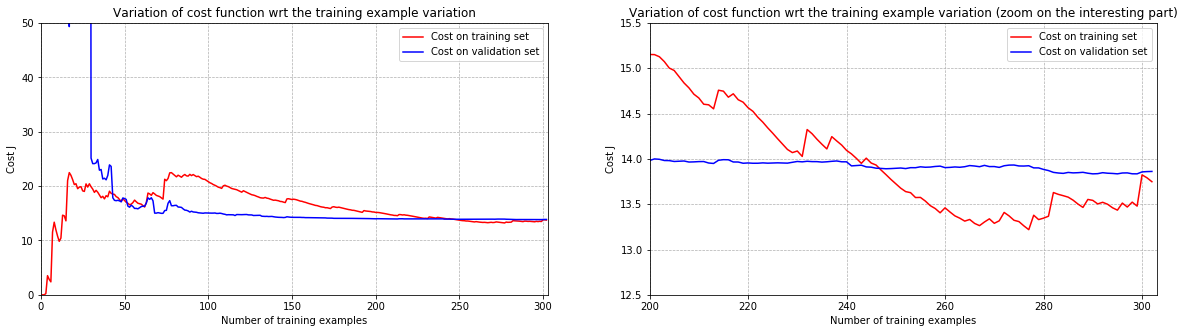 Variation of cost function wrt the training example variation
Cost on training set
Cost on validation set
50
40
30
20
10
0
Cost J
0 50 100 150 200 250 300
Number of training examples
Variation of cost function wrt the training example variation (zoom on the interesting part)
Cost on training set
Cost on validation set
15.5
15.0
14.5
14.0
13.5
13.0
12.5
Cost J
200 220 240 260 280 300
Number of training examples